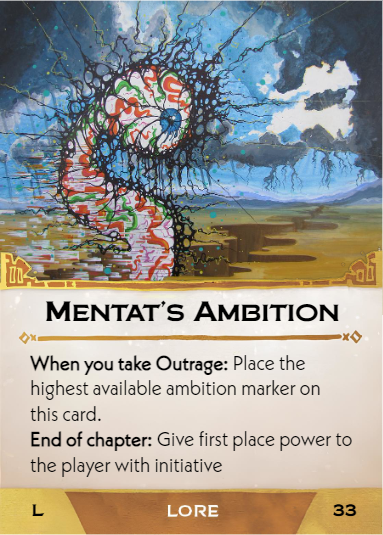 MENTAT'S AMBITION
When you take Outrage: Place the
highest available ambition marker on
this card.
End of chapter: Give first place power to
the player with initiative
L LORE 33